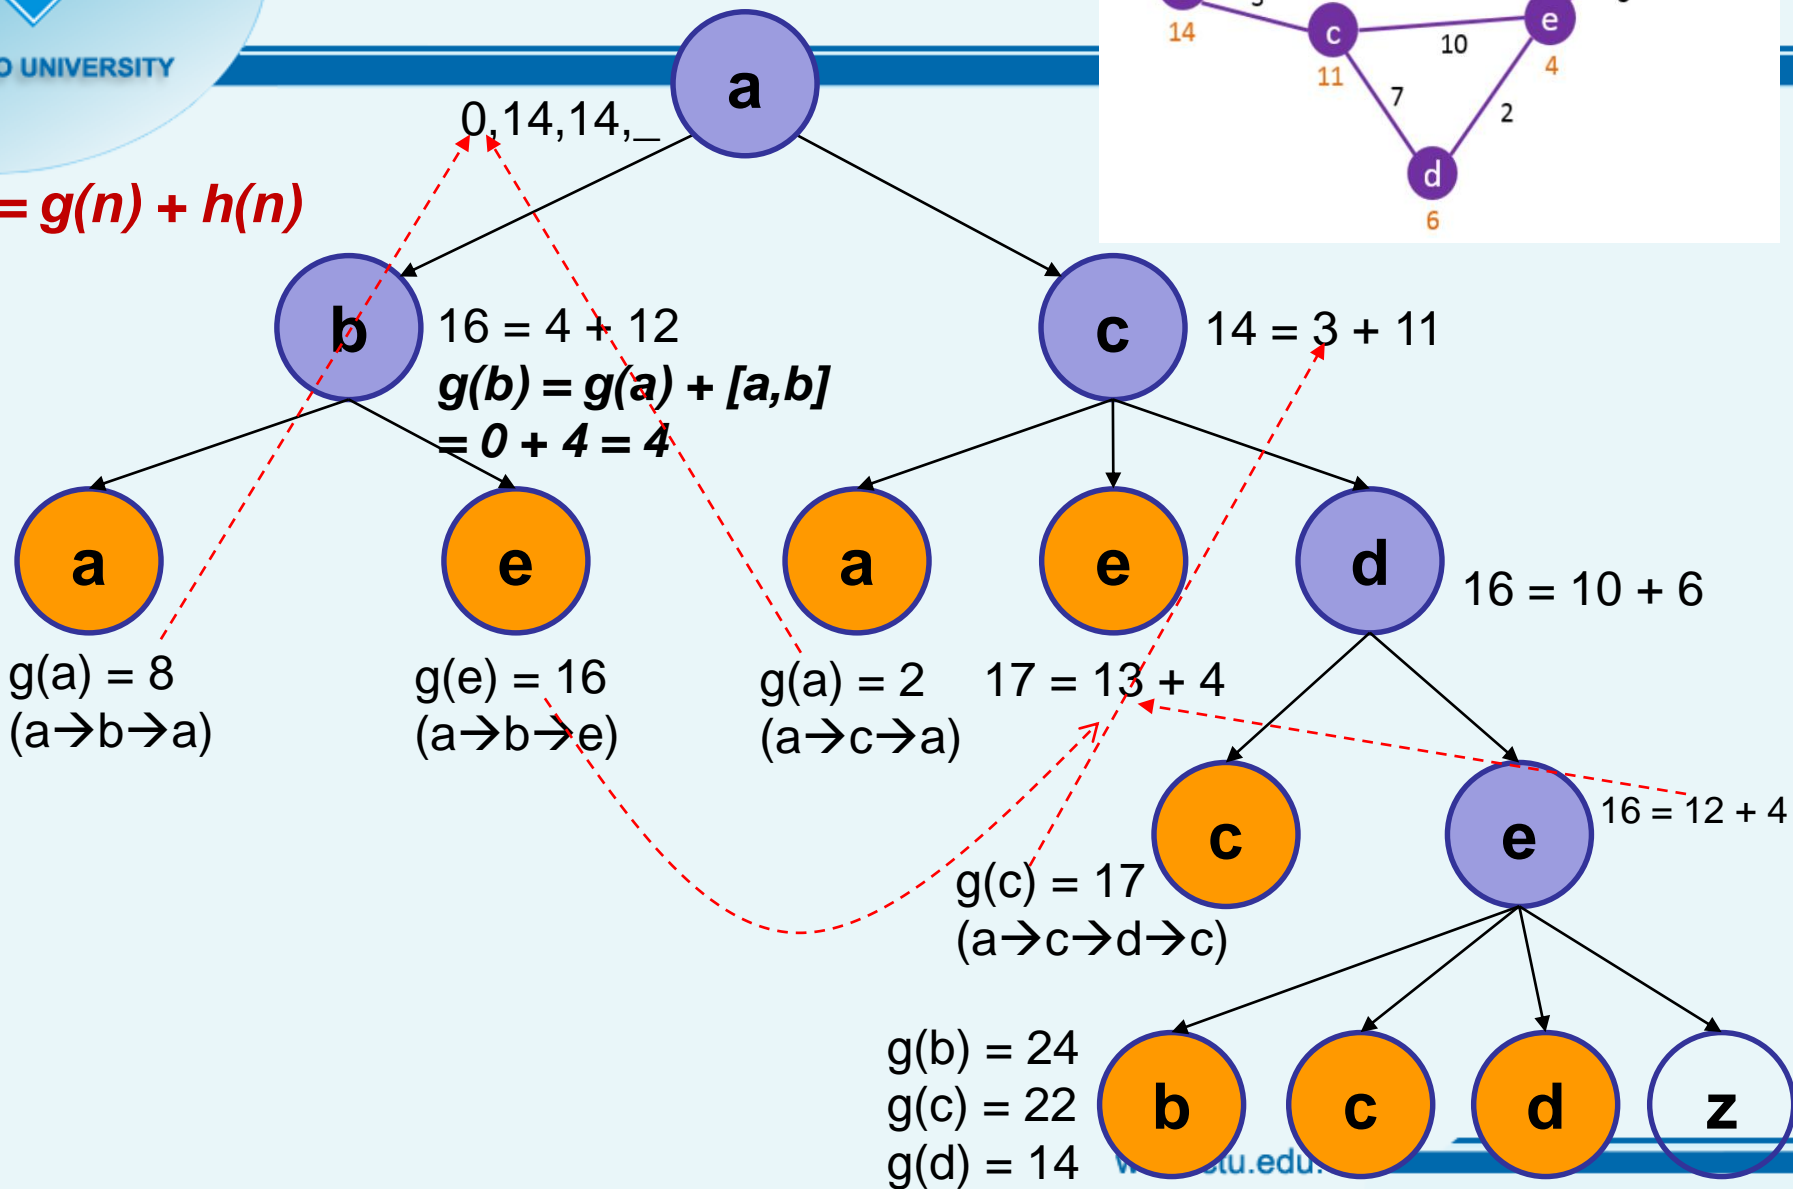 O UNIVERSITY
a
0,14,14,_
14
c
11
10
e
4
7
2
d
6
= g(n) + h(n)
b
16 = 4 + 12
g(b) = g(a) + [a,b]
= 0 + 4 = 4
c
14 = 3 + 11
a
e
a
e
d
16 = 10 + 6
g(a) = 8
(a→b→a)
g(e) = 16
(a→b→e)
g(a) = 2
(a→c→a)
17 = 13 + 4
c
e
16 = 12 + 4
g(c) = 17
(a→c→d→c)
g(b) = 24
g(c) = 22
g(d) = 14
b
c
d
z